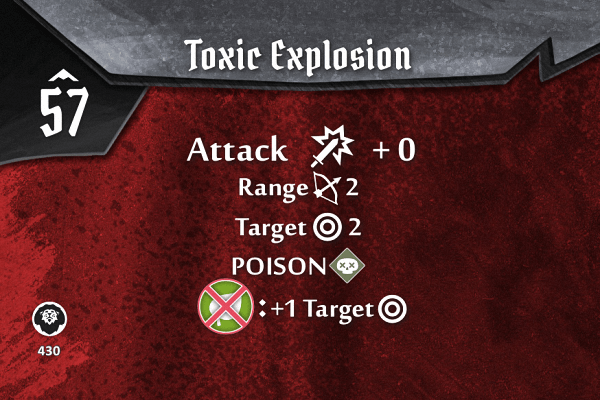 Toxic Explosion
57
Attack + 0
Range 2
Target 2
POISON
: +1 Target
430